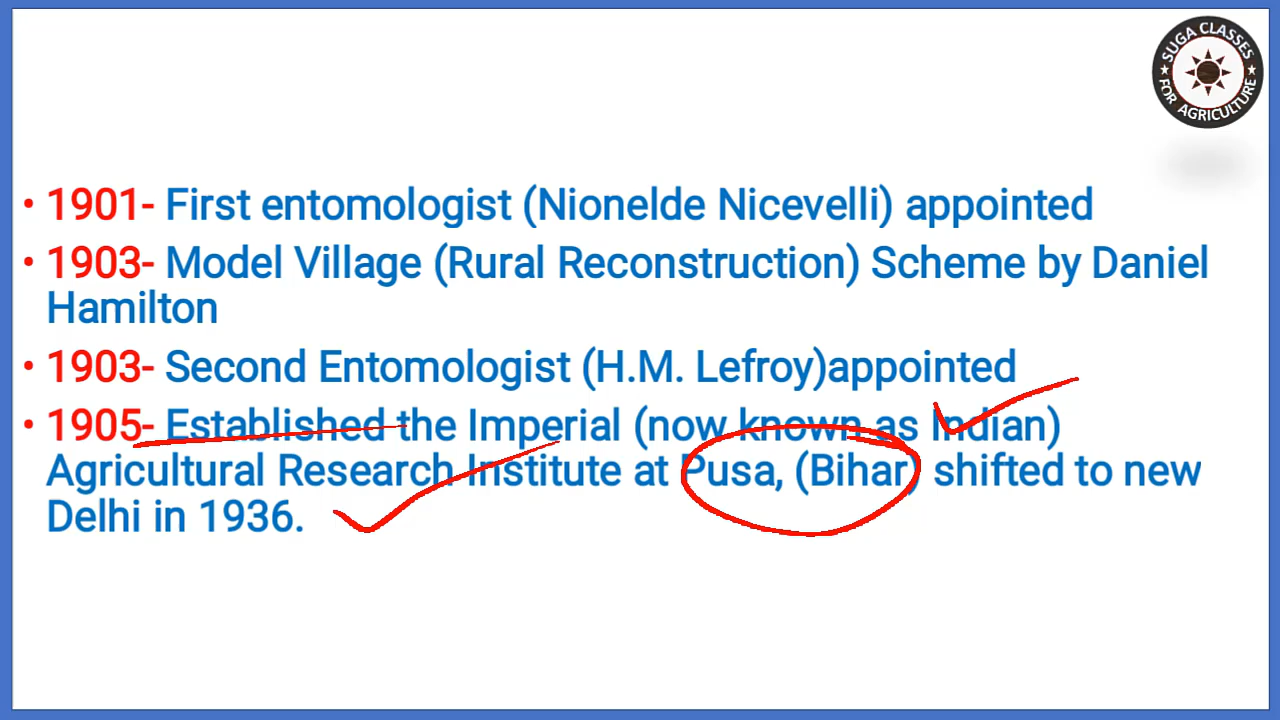 SUGA CLASSES
FOR AGRICULTURE
• 1901- First entomologist (Nionelde Nicevelli) appointed
• 1903- Model Village (Rural Reconstruction) Scheme by Daniel
Hamilton
• 1903- Second Entomologist (H.M. Lefroy)appointed
• 1905- Established the Imperial (now known as Indian)
Agricultural Research Institute at Pusa, (Bihar) shifted to new
Delhi in 1936.